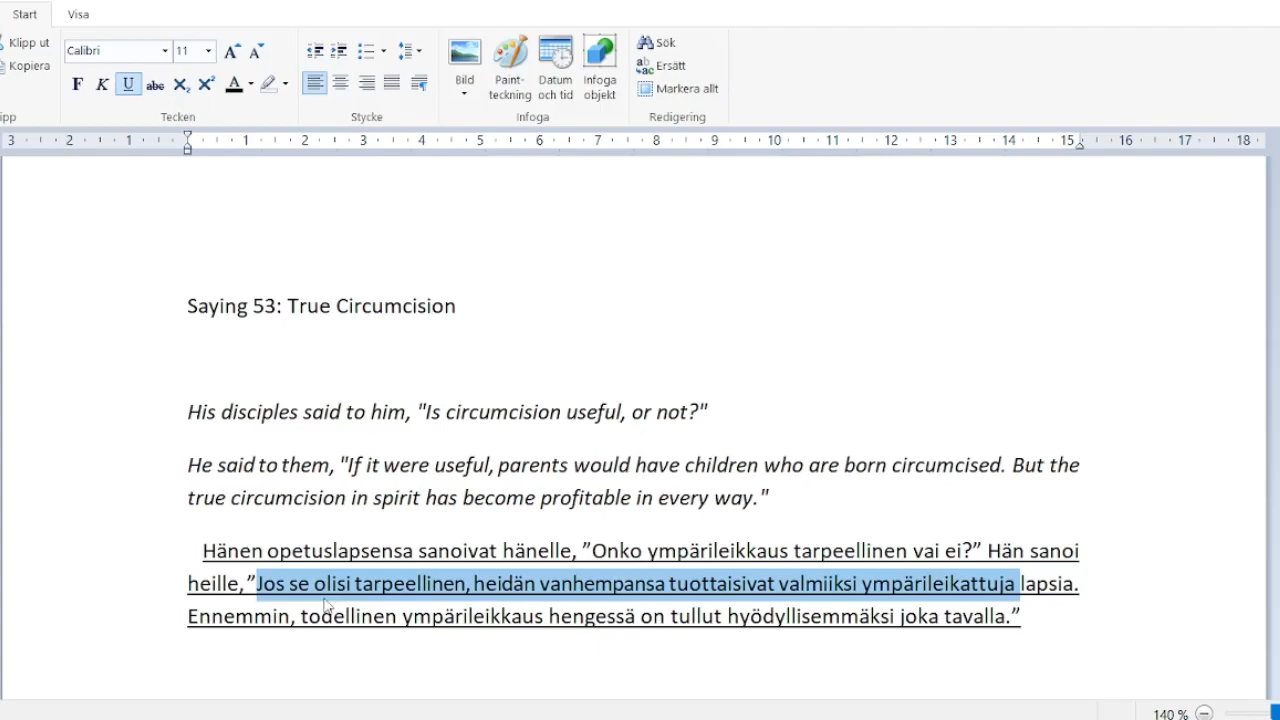 Start Visa
Klipp ut
Kopiera
Calibri 11
F K U abc X₂ X² A
Bild
Paint-
teckning
Datum
och tid
Infoga
objekt
Sök
Ersätt
Markera allt
Tecken Stycke Infoga Redigering
3 2 1 1 2 3 4 5 6 7 8 9 10 11 12 13 14 15 16 17 18
Saying 53: True Circumcision
His disciples said to him, "Is circumcision useful, or not?"
He said to them, "If it were useful, parents would have children who are born circumcised. But the
true circumcision in spirit has become profitable in every way."
Hänen opetuslapsensa sanoivat hänelle, ”Onko ympärileikkaus tarpeellinen vai ei?” Hän sanoi
heille, ”Jos se olisi tarpeellinen, heidän vanhempansa tuottaisivat valmiiksi ympärileikattuja lapsia.
Ennemmin, todellinen ympärileikkaus hengessä on tullut hyödyllisemmäksi joka tavalla.”
140 %